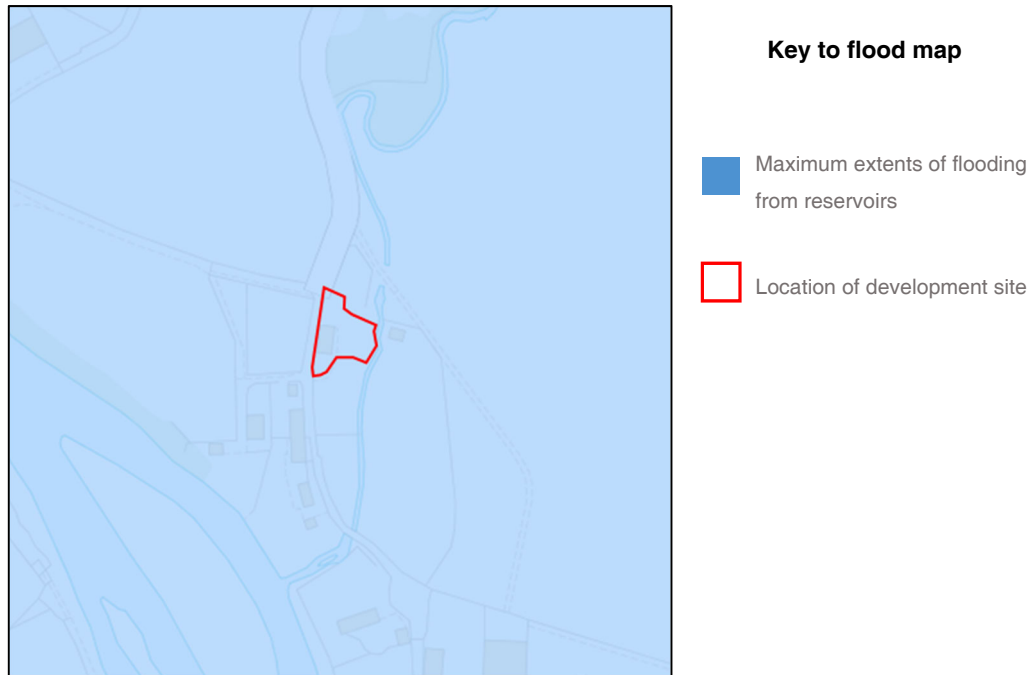 Key to flood map
Maximum extents of flooding
from reservoirs
Location of development site